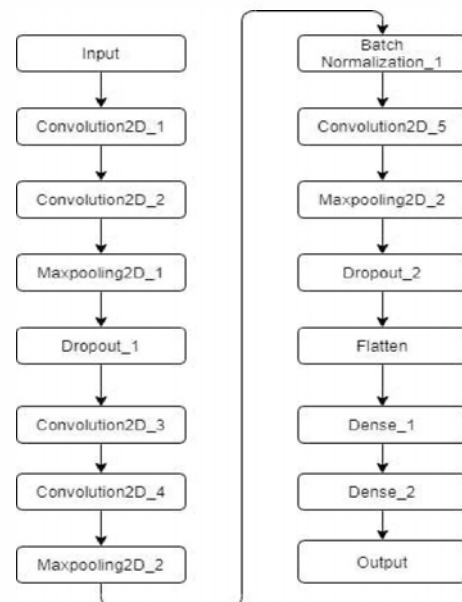 Input
Convolution2D_1
Convolution2D_2
Maxpooling2D_1
Dropout_1
Convolution2D_3
Convolution2D_4
Maxpooling2D_2
Batch
Normalization_1
Convolution2D_5
Maxpooling2D_2
Dropout_2
Flatten
Dense_1
Dense_2
Output